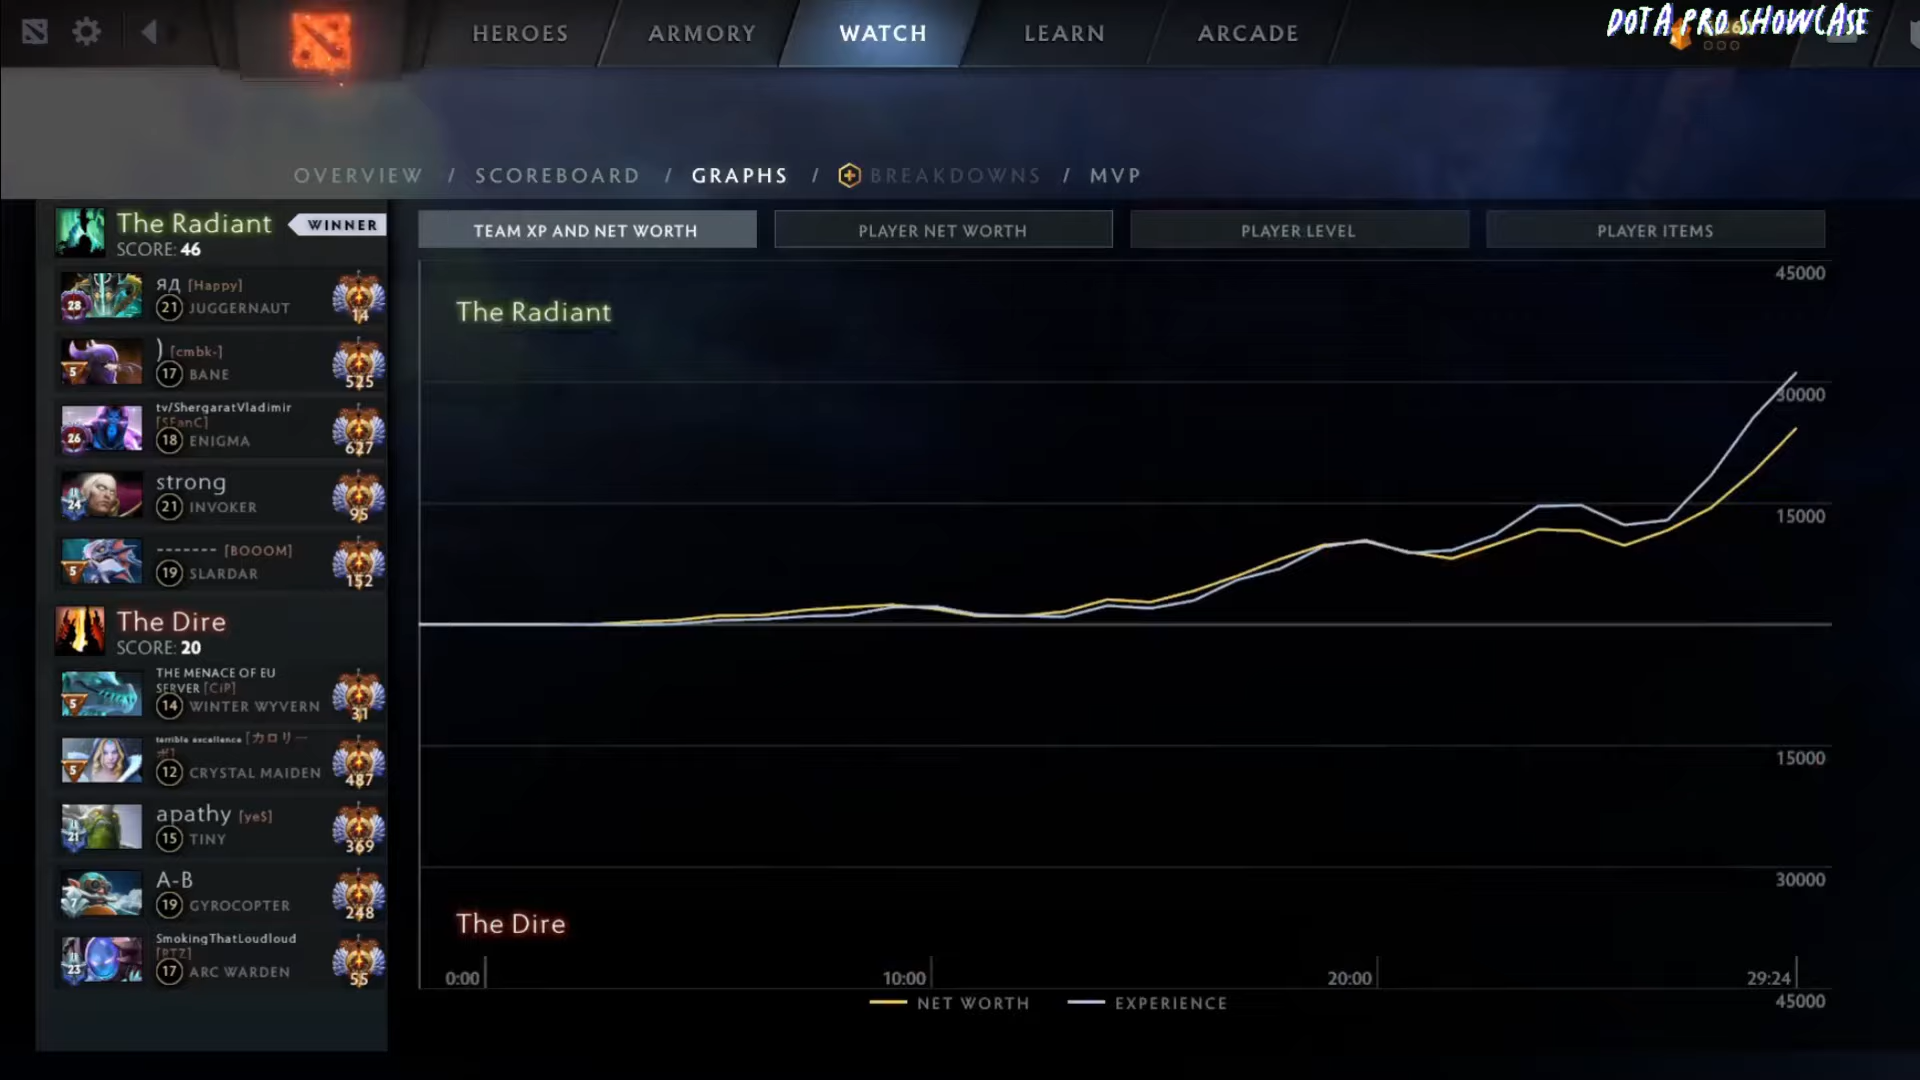 DOTA PRO SHOWCASE
HEROES
ARMORY
WATCH
LEARN
ARCADE
OVERVIEW / SCOREBOARD / GRAPHS / BREAKDOWNS / MVP
The Radiant
WINNER
SCORE: 46
TEAM XP AND NET WORTH
PLAYER NET WORTH
PLAYER LEVEL
PLAYER ITEMS
ЯД [Happy]
28
21 JUGGERNAUT
14
) [cmbk-]
5
17 BANE
525
tv/ShergaratVladimir
26
18 ENIGMA
627
strong
24
21 INVOKER
95
------- [BOOOM]
5
19 SLARDAR
152
The Dire
SCORE: 20
THE MENACE OF EU
SERVER [CiP]
5
14 WINTER WYVERN
31
terrible excellence [カロリー
ボ]
5
12 CRYSTAL MAIDEN
487
apathy [ye$]
21
15 TINY
369
A-B
7
19 GYROCOPTER
248
SmokingThatLoudloud
[PTZ]
23
17 ARC WARDEN
55
The Radiant
45000
30000
15000
15000
30000
45000
The Dire
0:00
10:00
20:00
29:24
NET WORTH
EXPERIENCE